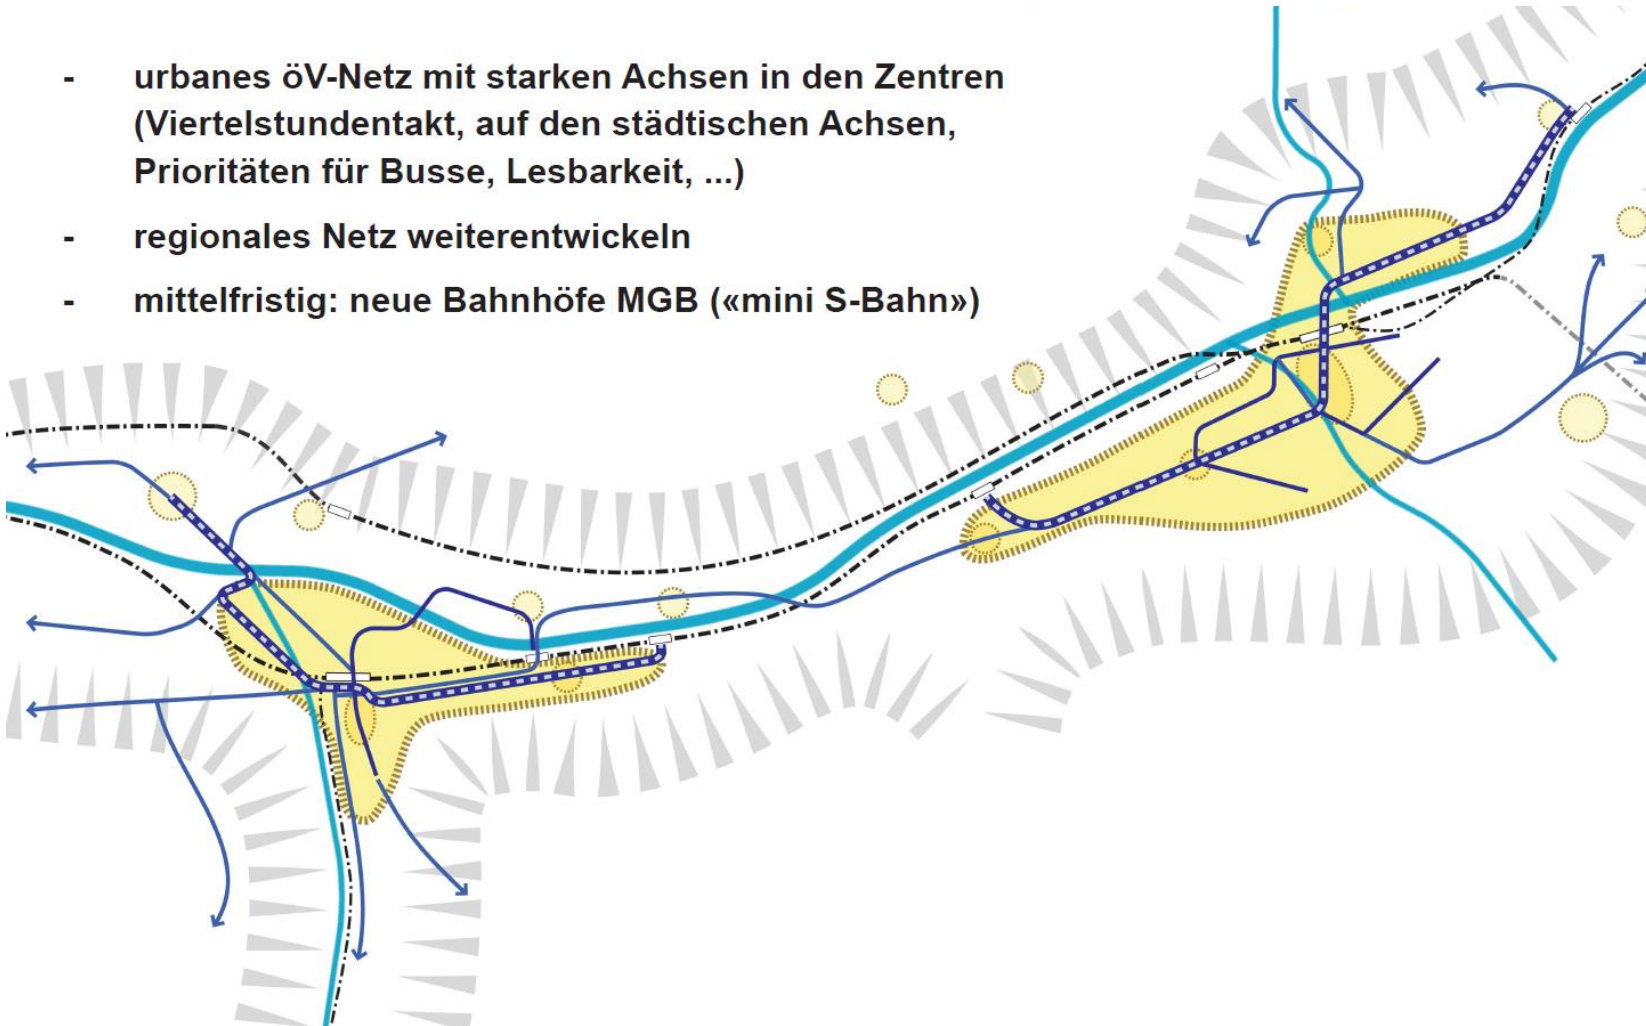 - urbanes öV-Netz mit starken Achsen in den Zentren
(Viertelstundentakt, auf den städtischen Achsen,
Prioritäten für Busse, Lesbarkeit, ...)
- regionales Netz weiterentwickeln
- mittelfristig: neue Bahnhöfe MGB («mini S-Bahn»)